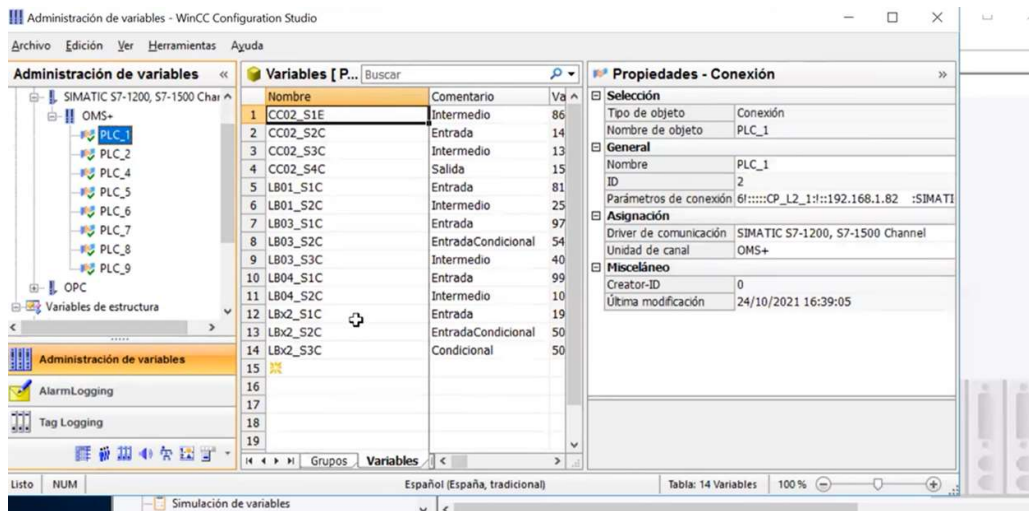 Administración de variables - WinCC Configuration Studio
Archivo Edición Ver Herramientas Ayuda
Administración de variables «
SIMATIC S7-1200, S7-1500 Char
OMS+
PLC_1
PLC_2
PLC_4
PLC_5
PLC_6
PLC_7
PLC_8
PLC_9
OPC
Variables de estructura
Administración de variables
AlarmLogging
Tag Logging
Variables [ P... Buscar
Nombre Comentario Va
1 CC02_S1E Intermedio 86
2 CC02_S2C Entrada 14
3 CC02_S3C Intermedio 13
4 CC02_S4C Salida 15
5 LB01_S1C Entrada 81
6 LB01_S2C Intermedio 25
7 LB03_S1C Entrada 97
8 LB03_S2C EntradaCondicional 54
9 LB03_S3C Intermedio 40
10 LB04_S1C Entrada 99
11 LB04_S2C Intermedio 10
12 LBx2_S1C Entrada 19
13 LBx2_S2C EntradaCondicional 50
14 LBx2_S3C Condicional 50
15
16
17
18
19
Grupos Variables
Propiedades - Conexión »
Selección
Tipo de objeto Conexión
Nombre de objeto PLC_1
General
Nombre PLC_1
ID 2
Parámetros de conexión 6!:::::CP_L2_1:!::192.168.1.82 :SIMATI
Asignación
Driver de comunicación SIMATIC S7-1200, S7-1500 Channel
Unidad de canal OMS+
Misceláneo
Creator-ID 0
Última modificación 24/10/2021 16:39:05
Listo NUM Español (España, tradicional) Tabla: 14 Variables 100 %
Simulación de variables